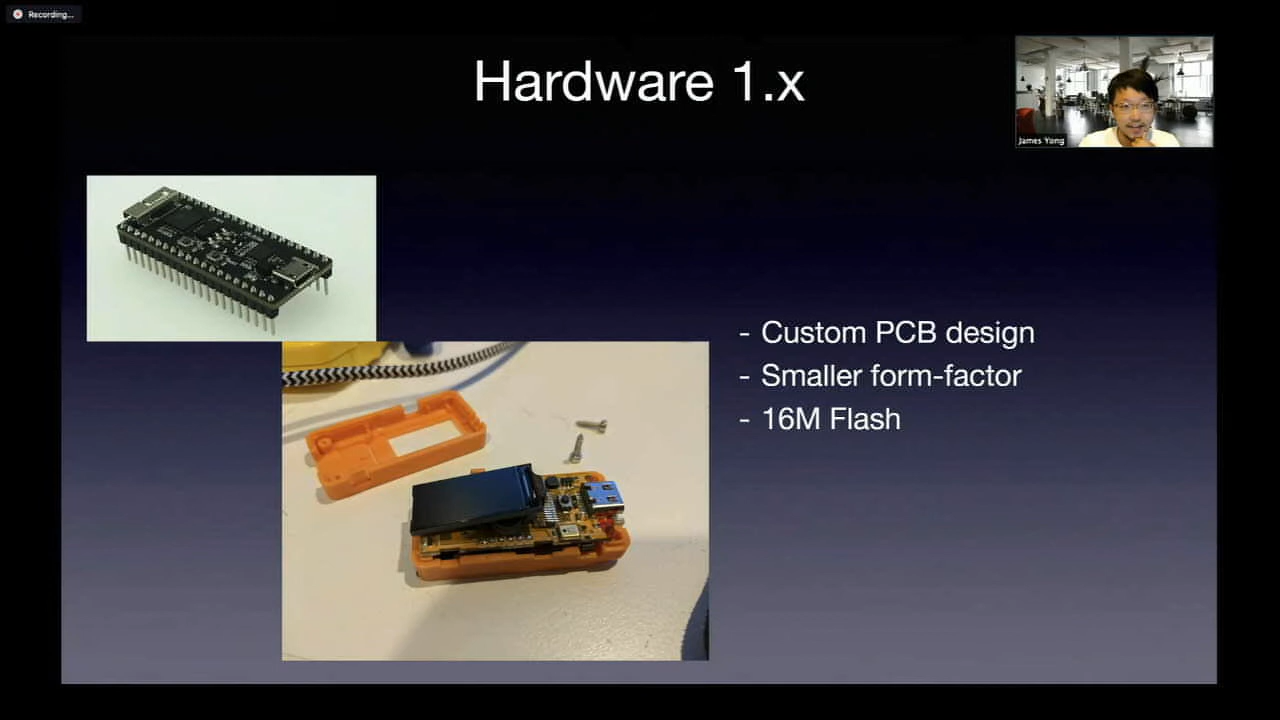 Recording...
Hardware 1.x
James Yong
- Custom PCB design
- Smaller form-factor
- 16M Flash